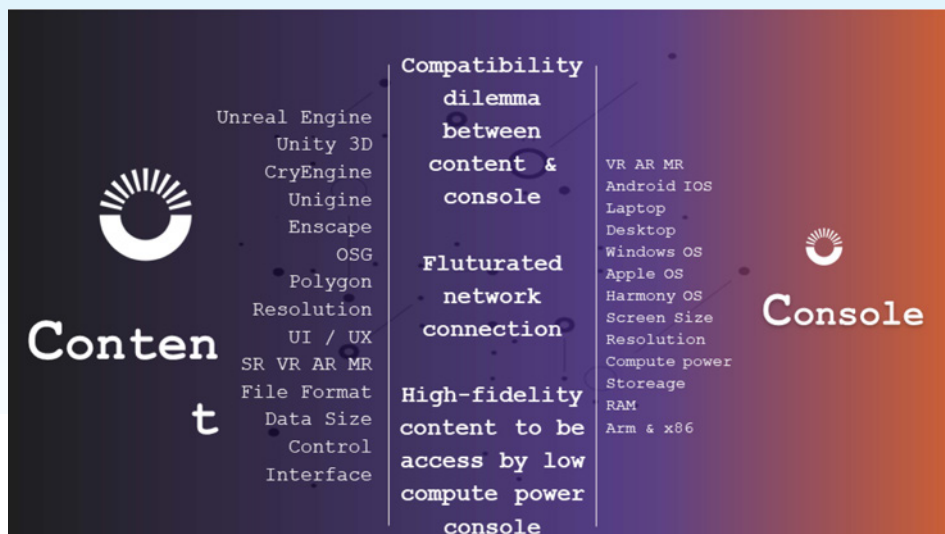 Conten
t
Unreal Engine
Unity 3D
CryEngine
Unigine
Enscape
OSG
Polygon
Resolution
UI / UX
SR VR AR MR
File Format
Data Size
Control
Interface
Compatibility
dilemma
between
content &
console
Fluturated
network
connection
High-fidelity
content to be
access by low
compute power
console
VR AR MR
Android IOS
Laptop
Desktop
Windows OS
Apple OS
Harmony OS
Screen Size
Resolution
Compute power
Storeage
RAM
Arm & x86
Console